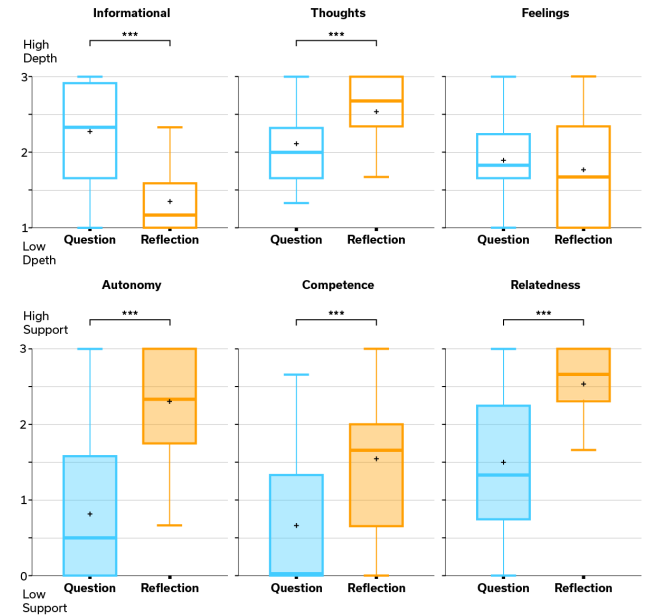 Informational Thoughts Feelings
High
Depth
*** ***
3
2
1
Question Reflection Question Reflection Question Reflection
Low
Dpeth
Autonomy Competence Relatedness
High
Support
*** *** ***
3
2
1
0
Question Reflection Question Reflection Question Reflection
Low
Support